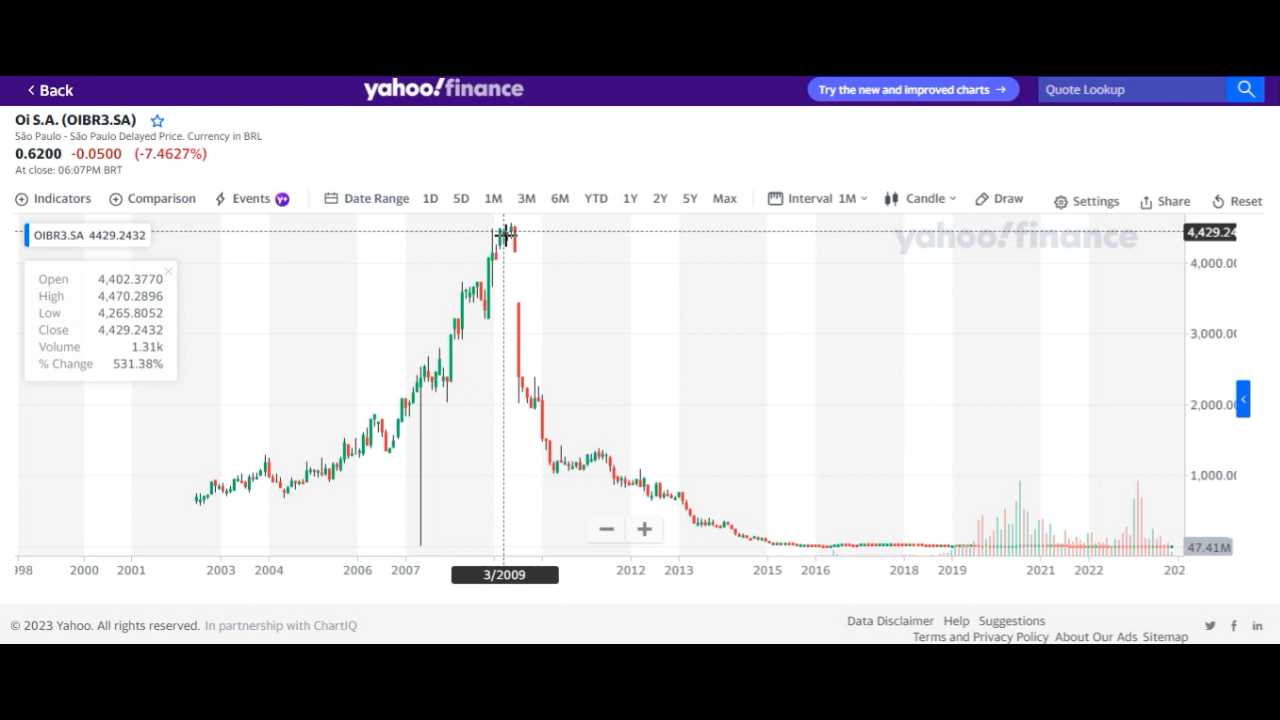 Back
yahoo!finance
Try the new and improved charts →
Quote Lookup
Oi S.A. (OIBR3.SA)
São Paulo - São Paulo Delayed Price. Currency in BRL
0.6200 -0.0500 (-7.4627%)
At close: 06:07PM BRT
Indicators Comparison Events Y+ Date Range 1D 5D 1M 3M 6M YTD 1Y 2Y 5Y Max Interval 1M Candle Draw Settings Share Reset
OIBR3.SA 4429.2432
yahoo!finance
4,429.24
Open 4,402.3770
High 4,470.2896
Low 4,265.8052
Close 4,429.2432
Volume 1.31k
% Change 531.38%
4,000.00
3,000.00
2,000.00
1,000.00
47.41M
998 2000 2001 2003 2004 2006 2007 3/2009 2012 2013 2015 2016 2018 2019 2021 2022 202
© 2023 Yahoo. All rights reserved. In partnership with ChartIQ
Data Disclaimer Help Suggestions
Terms and Privacy Policy About Our Ads Sitemap